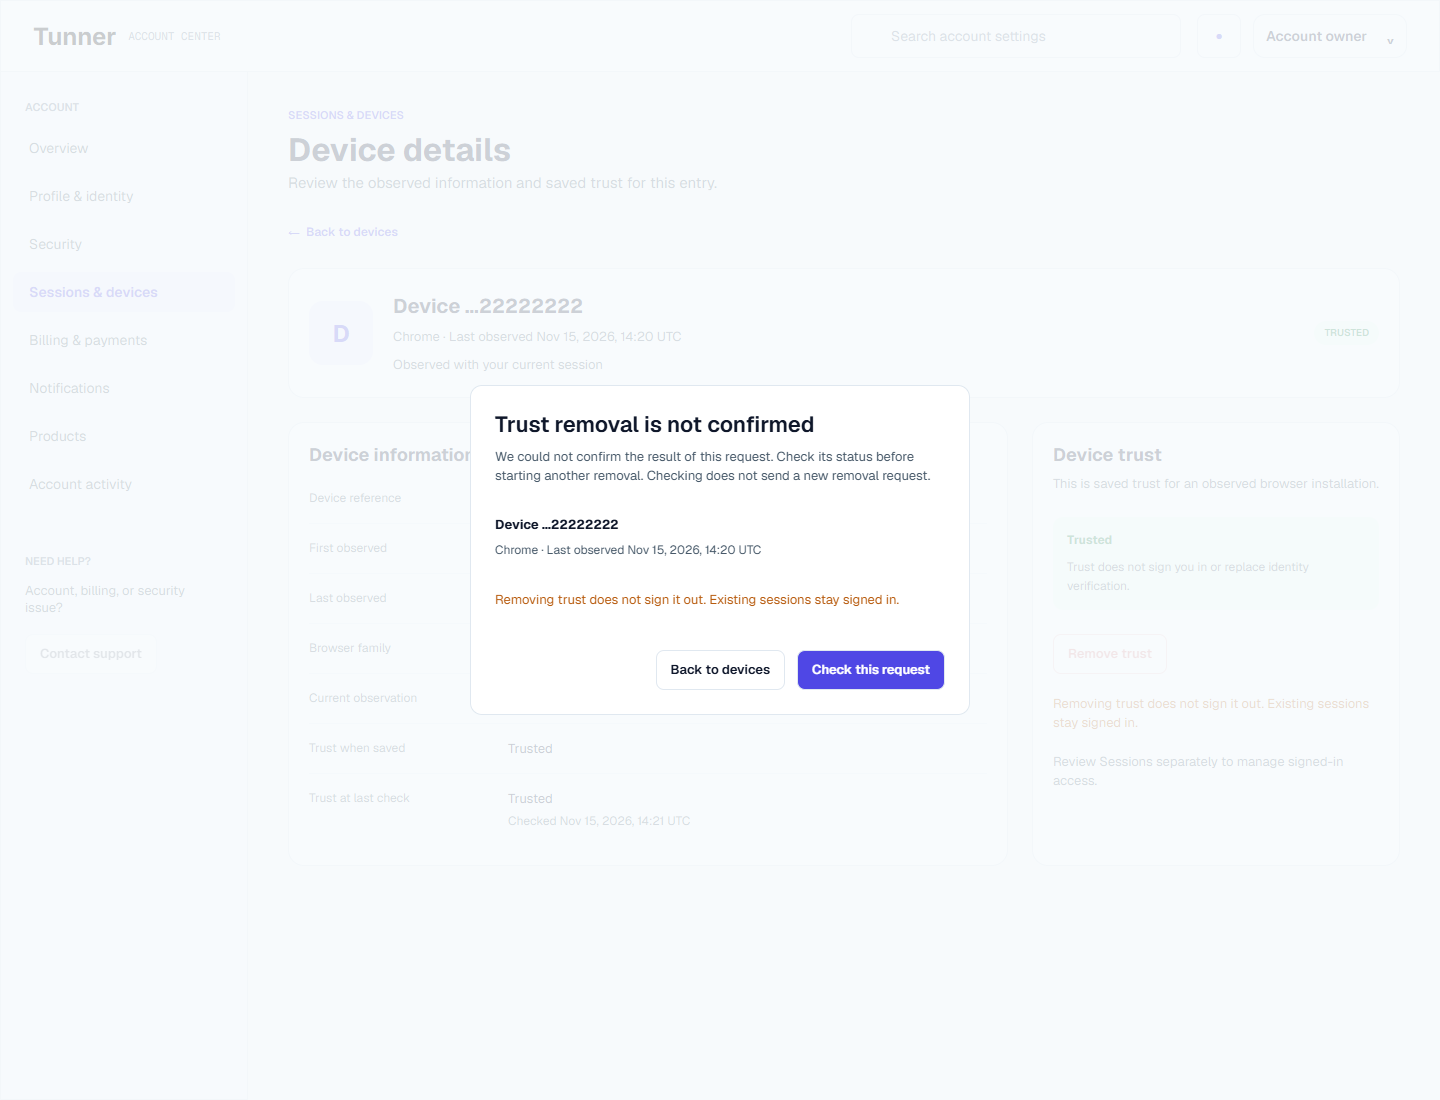 Tunner ACCOUNT CENTER
Search account settings
Account owner
ACCOUNT
Overview
Profile & identity
Security
Sessions & devices
Billing & payments
Notifications
Products
Account activity
NEED HELP?
Account, billing, or security
issue?
Contact support
SESSIONS & DEVICES
Device details
Review the observed information and saved trust for this entry.
← Back to devices
D
Device …22222222
Chrome · Last observed Nov 15, 2026, 14:20 UTC
Observed with your current session
TRUSTED
Device information
Device reference
First observed
Last observed
Browser family
Current observation
Trust when saved
Trusted
Trust at last check
Trusted
Checked Nov 15, 2026, 14:21 UTC
Device trust
This is saved trust for an observed browser installation.
Trusted
Trust does not sign you in or replace identity
verification.
Remove trust
Removing trust does not sign it out. Existing sessions
stay signed in.
Review Sessions separately to manage signed-in
access.
Trust removal is not confirmed
We could not confirm the result of this request. Check its status before
starting another removal. Checking does not send a new removal request.
Device …22222222
Chrome · Last observed Nov 15, 2026, 14:20 UTC
Removing trust does not sign it out. Existing sessions stay signed in.
Back to devices
Check this request